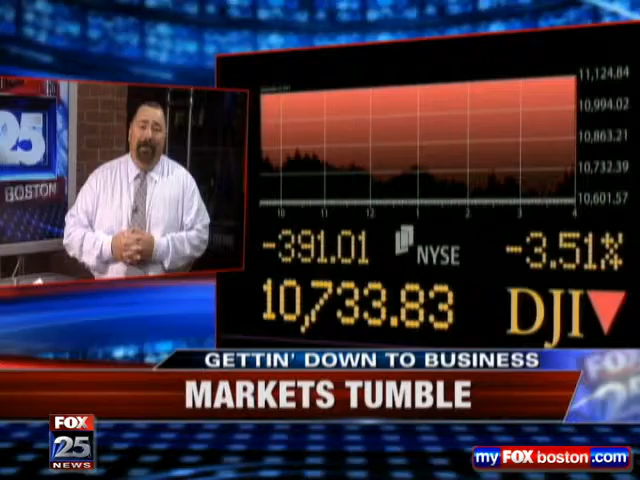 11,124.84
10,994.02
10,863.21
10,732.39
10,601.57
10 11 12 1 2 3 4
25
BOSTON
-391.01 NYSE -3.51%
10,733.83 DJI
GETTIN' DOWN TO BUSINESS
MARKETS TUMBLE
FOX
25
NEWS
FOX
25
myFOXboston.com